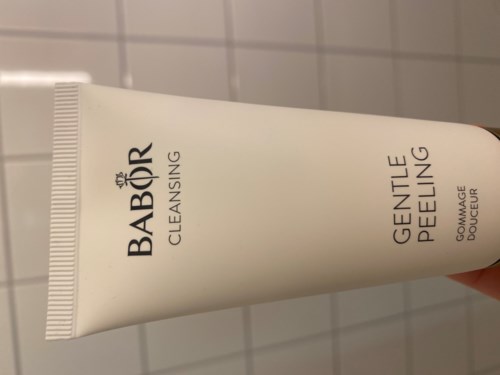 BABOR
CLEANSING
GENTLE
PEELING
GOMMAGE
DOUCEUR